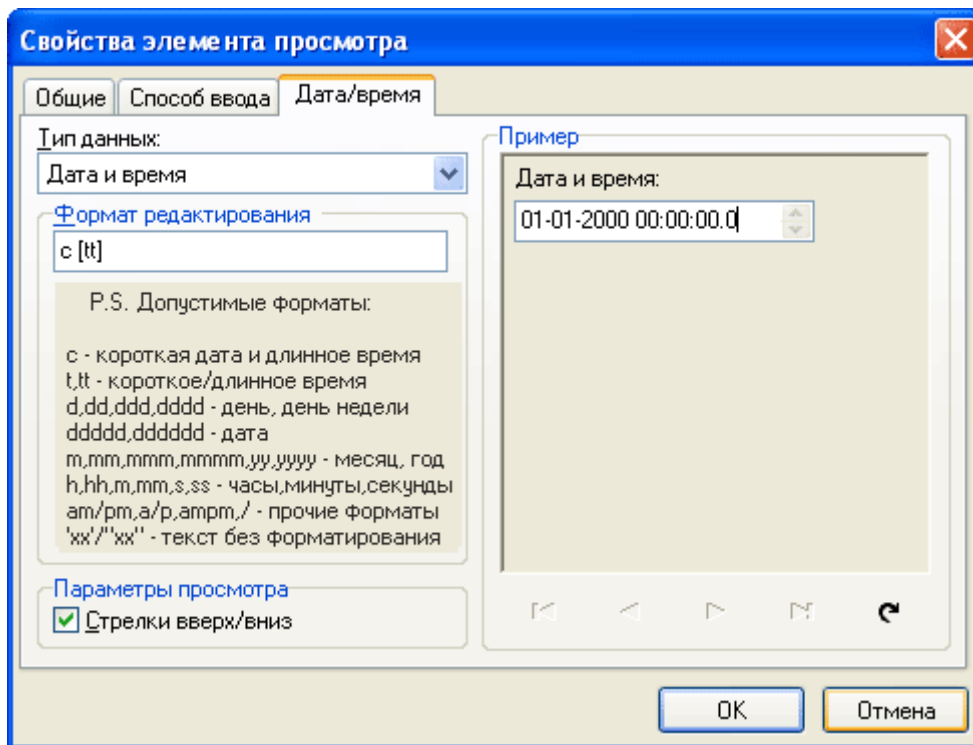 Свойства элемента просмотра
Общие
Способ ввода
Дата/время
Тип данных:
Дата и время
Формат редактирования
c [tt]
P.S. Допустимые форматы:
c - короткая дата и длинное время
t,tt - короткое/длинное время
d,dd,ddd,dddd - день, день недели
ddddd,dddddd - дата
m,mm,mmm,mmmm,yy,yyyy - месяц, год
h,hh,m,mm,s,ss - часы,минуты,секунды
am/pm,a/p,ampm,/ - прочие форматы
'xx'/"xx" - текст без форматирования
Параметры просмотра
Стрелки вверх/вниз
Пример
Дата и время:
01-01-2000 00:00:00.0
OK
Отмена